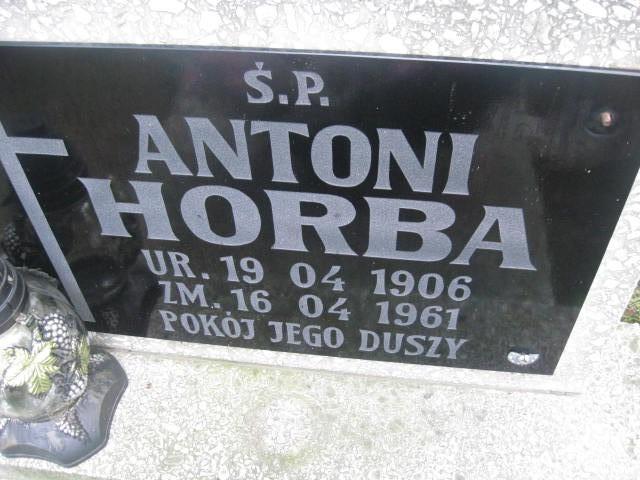 Ś.P.
ANTONI
HORBA
UR. 19 04 1906
ZM. 16 04 1961
POKÓJ JEGO DUSZY